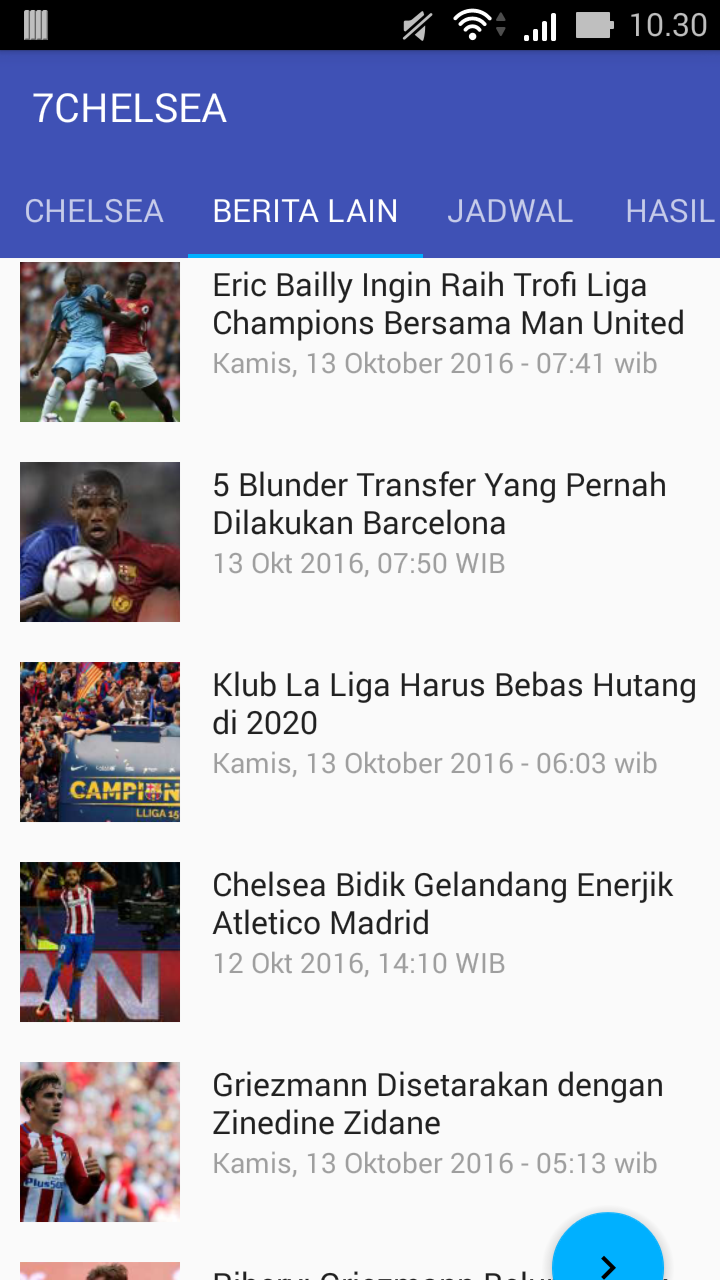 10.30
7CHELSEA
CHELSEA BERITA LAIN JADWAL HASIL
Eric Bailly Ingin Raih Trofi Liga
Champions Bersama Man United
Kamis, 13 Oktober 2016 - 07:41 wib
5 Blunder Transfer Yang Pernah
Dilakukan Barcelona
13 Okt 2016, 07:50 WIB
Klub La Liga Harus Bebas Hutang
di 2020
Kamis, 13 Oktober 2016 - 06:03 wib
CAMPION
LLIGA 15
Chelsea Bidik Gelandang Enerjik
Atletico Madrid
12 Okt 2016, 14:10 WIB
AN
Griezmann Disetarakan dengan
Zinedine Zidane
Kamis, 13 Oktober 2016 - 05:13 wib